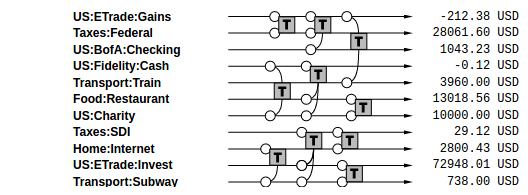 US:ETrade:Gains T T -212.38 USD
Taxes:Federal 28061.60 USD
US:BofA:Checking T 1043.23 USD
US:Fidelity:Cash T -0.12 USD
Transport:Train T 3960.00 USD
Food:Restaurant T 13018.56 USD
US:Charity 10000.00 USD
Taxes:SDI T T 29.12 USD
Home:Internet T 2800.43 USD
US:ETrade:Invest T 72948.01 USD
Transport:Subway 738.00 USD